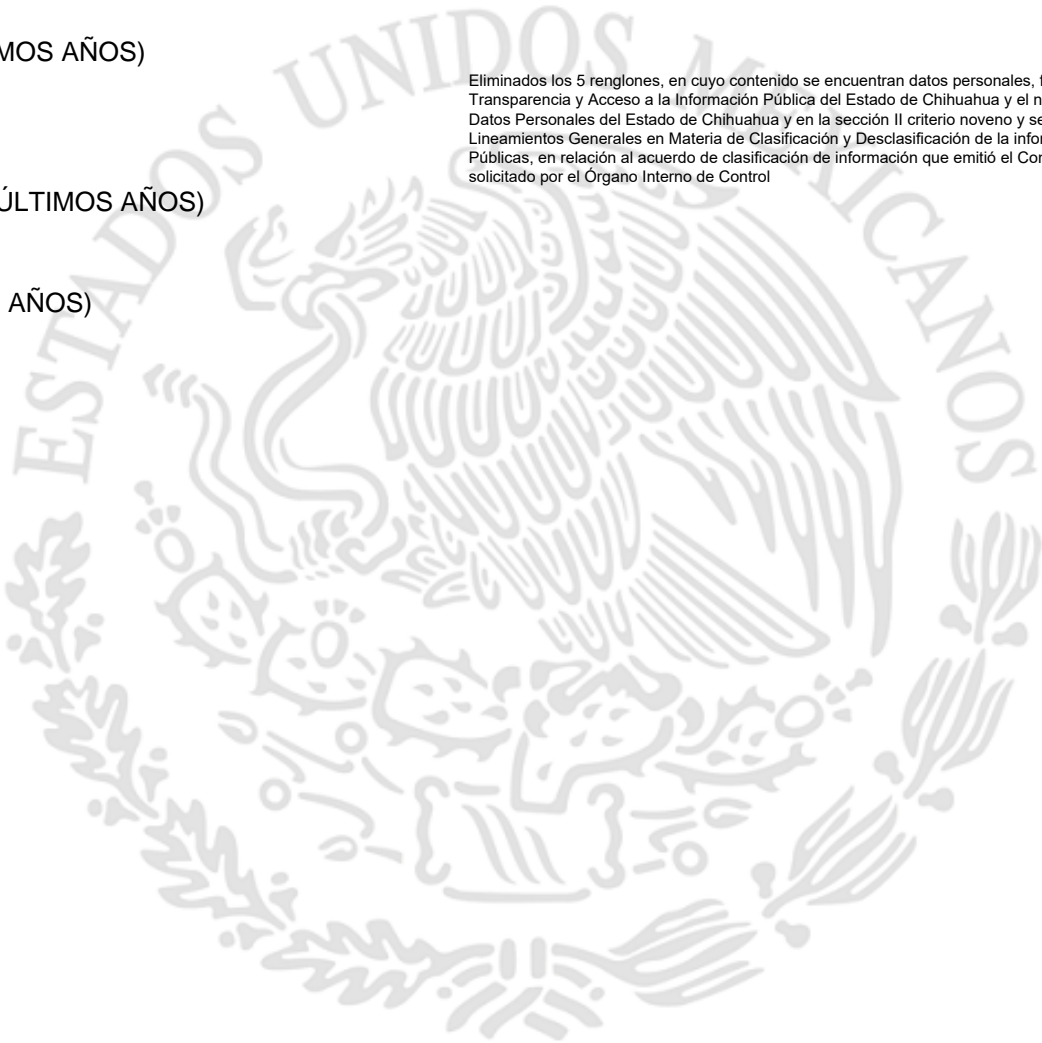 MOS AÑOS)
Eliminados los 5 renglones, en cuyo contenido se encuentran datos personales, f
Transparencia y Acceso a la Información Pública del Estado de Chihuahua y el n
Datos Personales del Estado de Chihuahua y en la sección II criterio noveno y se
Lineamientos Generales en Materia de Clasificación y Desclasificación de la infor
Públicas, en relación al acuerdo de clasificación de información que emitió el Con
solicitado por el Órgano Interno de Control
ÚLTIMOS AÑOS)
AÑOS)
ESTADOS UNIDOS MEXICANOS